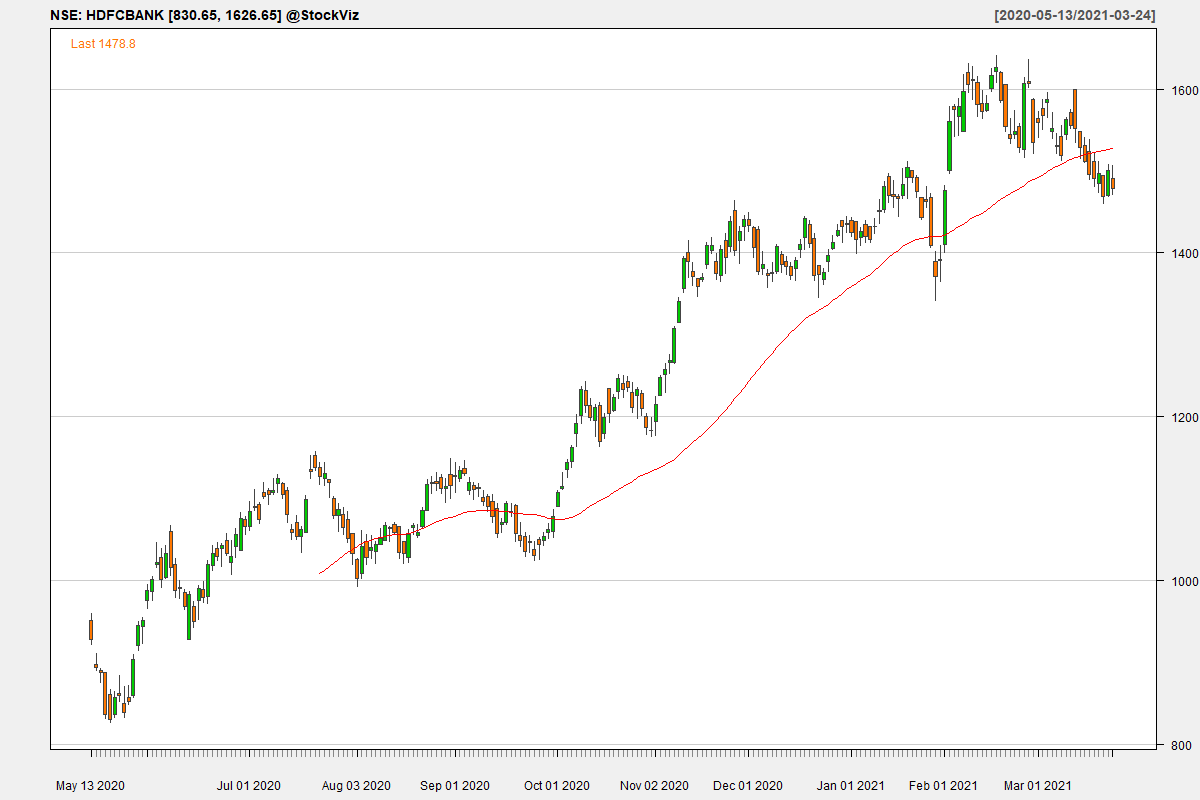 NSE: HDFCBANK [830.65, 1626.65] @StockViz [2020-05-13/2021-03-24]
Last 1478.8
1600
1400
1200
1000
800
May 13 2020 Jul 01 2020 Aug 03 2020 Sep 01 2020 Oct 01 2020 Nov 02 2020 Dec 01 2020 Jan 01 2021 Feb 01 2021 Mar 01 2021